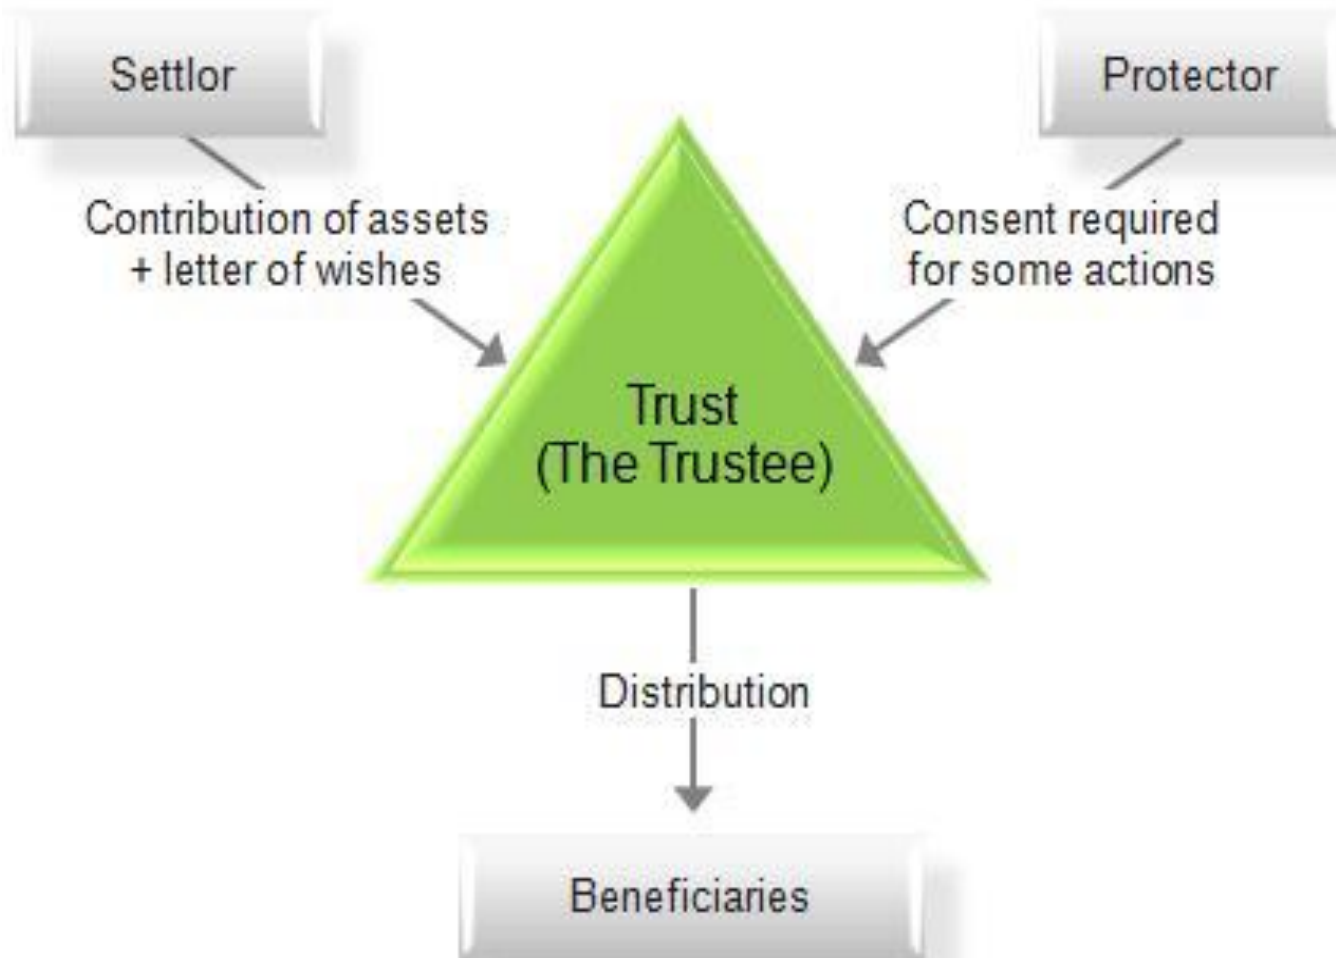 Settlor
Protector
Contribution of assets
+ letter of wishes
Consent required
for some actions
Trust
(The Trustee)
Distribution
Beneficiaries